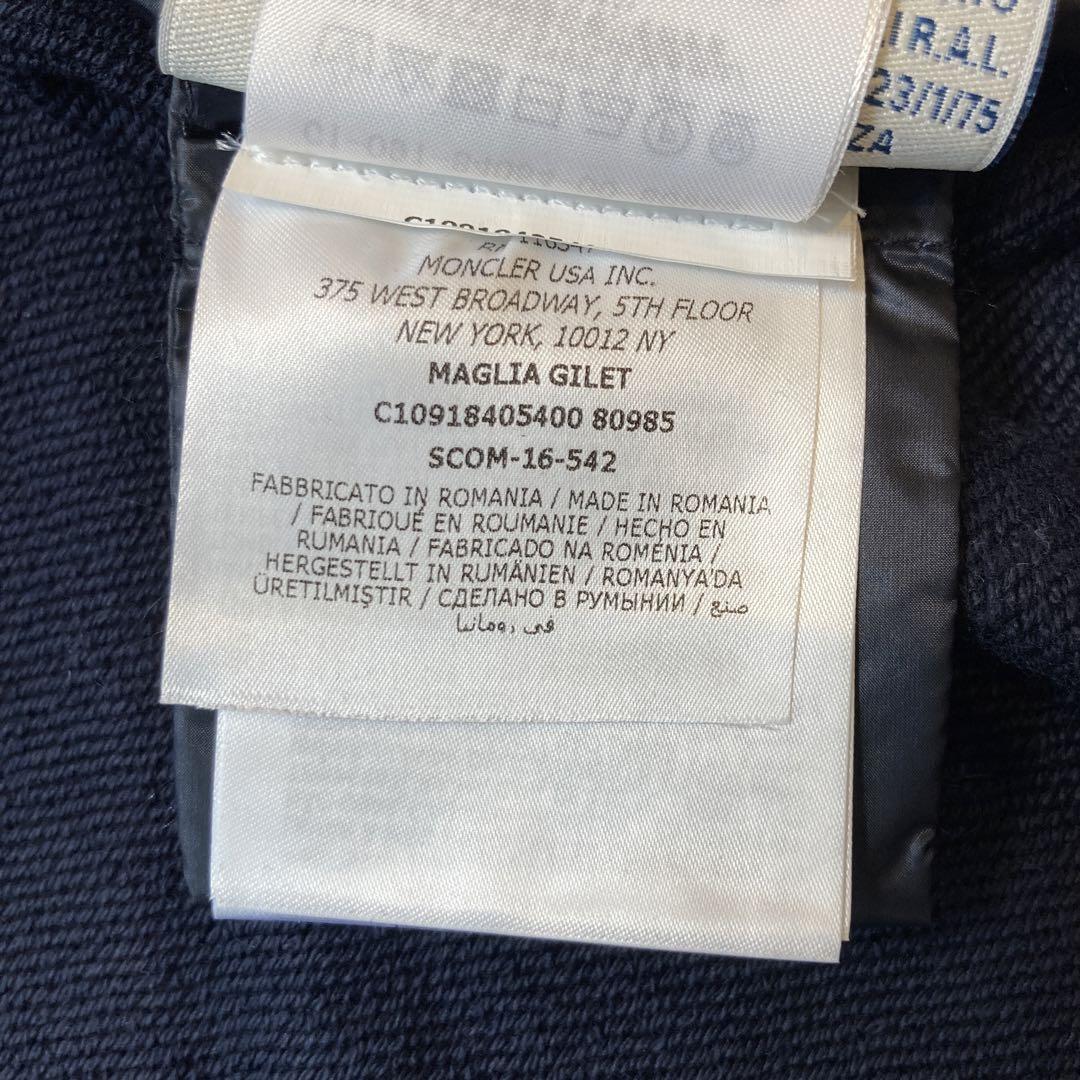 I.R.A.L.
23/1/75
ZA
MONCLER USA INC.
375 WEST BROADWAY, 5TH FLOOR
NEW YORK, 10012 NY
MAGLIA GILET
C10918405400 80985
SCOM-16-542
FABBRICATO IN ROMANIA / MADE IN ROMANIA
/ FABRIQUÉ EN ROUMANIE / HECHO EN
RUMANIA / FABRICADO NA ROMÉNIA /
HERGESTELLT IN RUMÄNIEN / ROMANYA'DA
ÜRETILMIŞTIR / СДЕЛАНО В РУМЫНИИ / صنع
في رومانيا